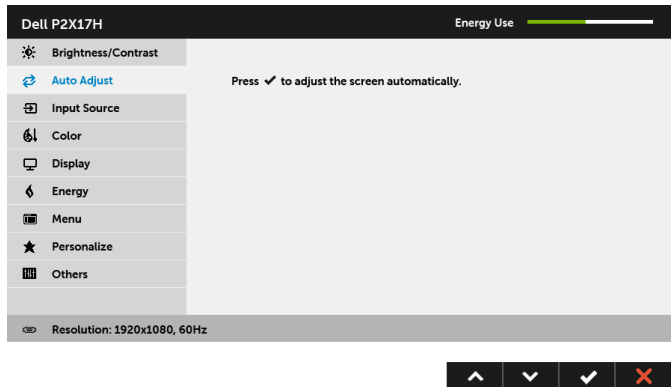 Dell P2X17H
Energy Use
Brightness/Contrast
Auto Adjust
Press ✔ to adjust the screen automatically.
Input Source
Color
Display
Energy
Menu
Personalize
Others
Resolution: 1920x1080, 60Hz